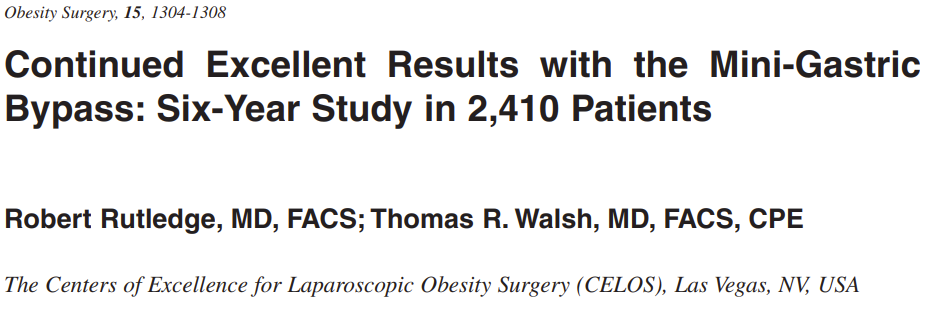 Obesity Surgery, 15, 1304-1308
Continued Excellent Results with the Mini-Gastric
Bypass: Six-Year Study in 2,410 Patients
Robert Rutledge, MD, FACS; Thomas R. Walsh, MD, FACS, CPE
The Centers of Excellence for Laparoscopic Obesity Surgery (CELOS), Las Vegas, NV, USA